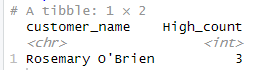 # A tibble: 1 × 2
customer_name High_count
<chr> <int>
1 Rosemary O'Brien 3